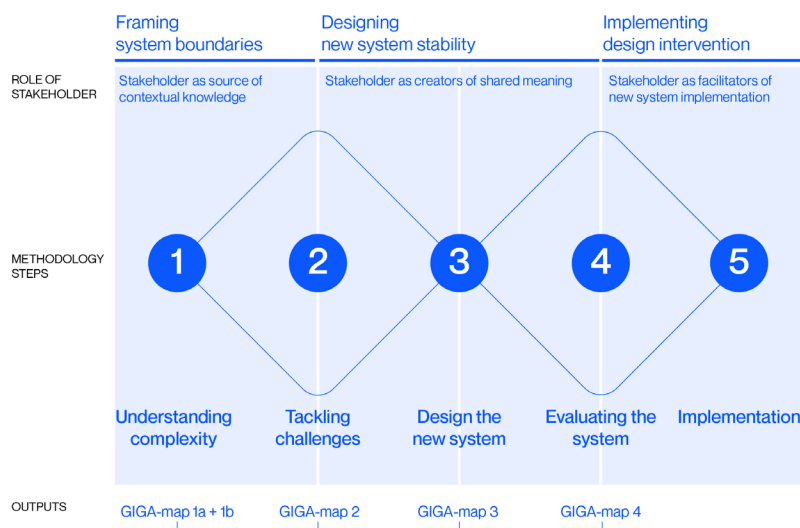 Framing
system boundaries
Designing
new system stability
Implementing
design intervention
ROLE OF
STAKEHOLDER
Stakeholder as source of
contextual knowledge
Stakeholder as creators of shared meaning
Stakeholder as facilitators of
new system implementation
METHODOLOGY
STEPS
1
2
3
4
5
Understanding
complexity
Tackling
challenges
Design the
new system
Evaluating the
system
Implementation
OUTPUTS
GIGA-map 1a + 1b
GIGA-map 2
GIGA-map 3
GIGA-map 4